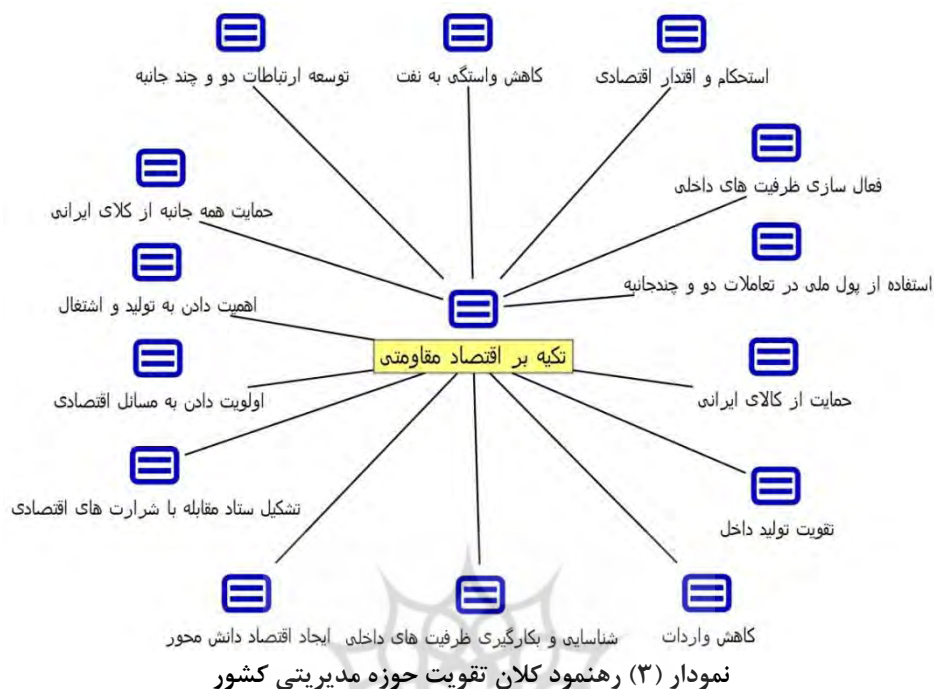 استحکام و اقتدار اقتصادی
کاهش واستگی به نفت
توسعه ارتباطات دو و چند جانبه
فعال سازی ظرفیت های داخلی
حمایت همه جانبه از کلای ایرانی
استفاده از پول ملی در تعاملات دو و چندجانبه
اهمیت دادن به تولید و اشتغال
تکیه بر اقتصاد مقاومتی
حمایت از کالای ایرانی
اولویت دادن به مسائل اقتصادی
تشکیل ستاد مقابله با شرارت های اقتصادی
تقویت تولید داخل
کاهش واردات
شناسایی و بکارگیری ظرفیت های داخلی
ایجاد اقتصاد دانش محور
نمودار (۳) رهنمود کلان تقویت حوزه مدیریتی کشور